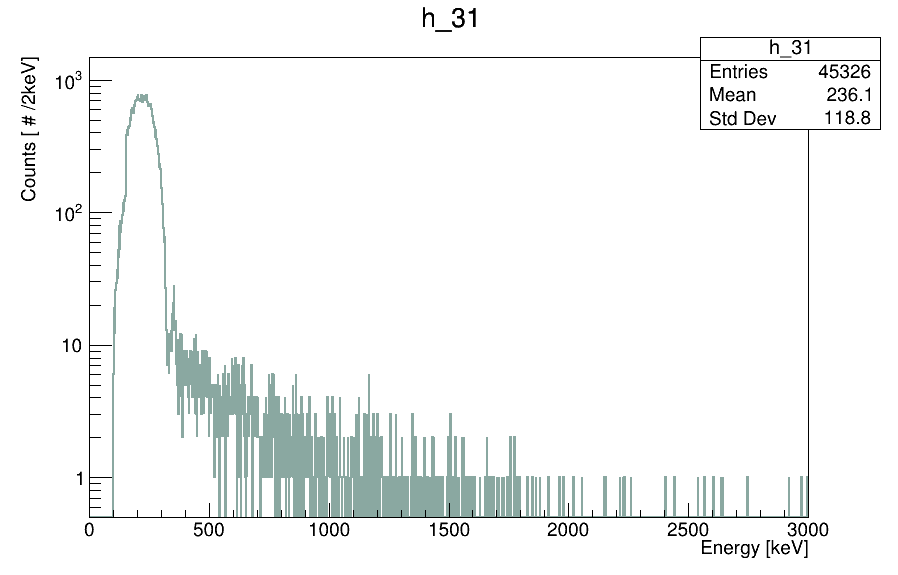 h_31
h_31
Entries 45326
Mean 236.1
Std Dev 118.8
Counts [ # /2keV]
10³
10²
10
1
0 500 1000 1500 2000 2500 3000
Energy [keV]